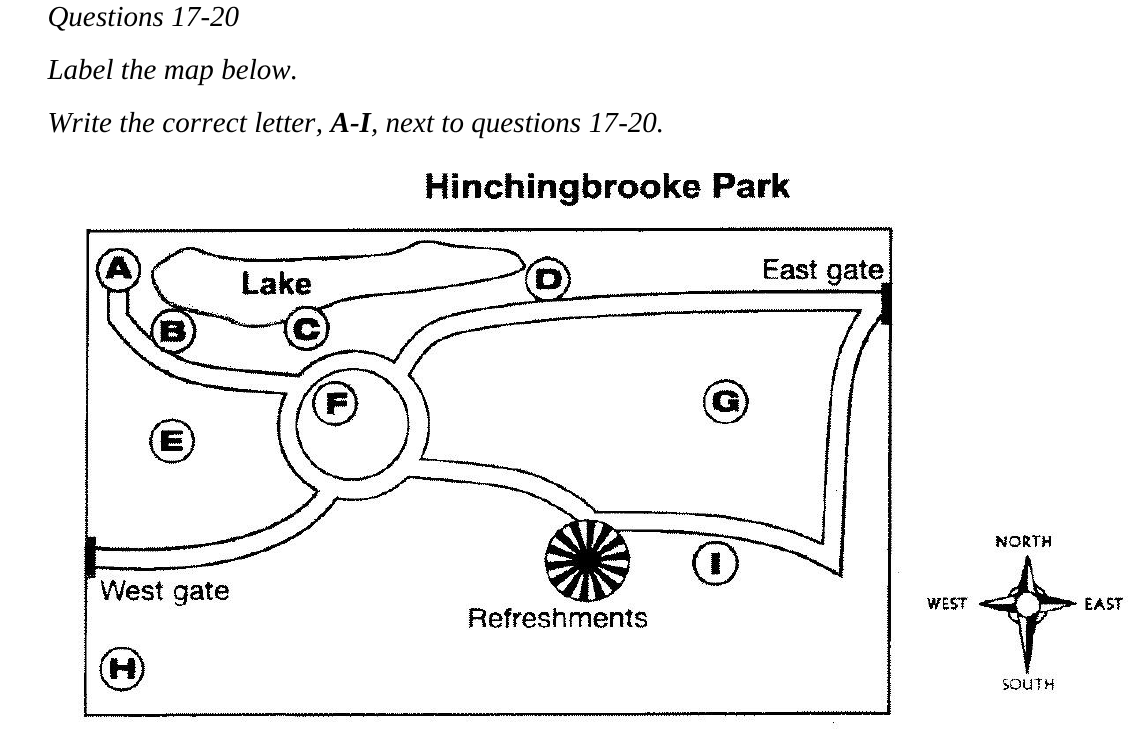 Questions 17-20
Label the map below.
Write the correct letter, A-I, next to questions 17-20.
Hinchingbrooke Park
A
Lake
D
East gate
B
C
F
G
E
NORTH
I
West gate
WEST
EAST
Refreshments
H
SOUTH